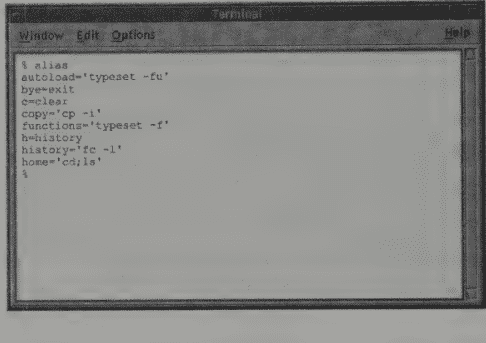 Terminal
Window Edit Options Help
% alias
autoload='typeset -fu'
bye=exit
c=clear
copy='cp -i'
functions='typeset -f'
h=history
history='fc -l'
home='cd;ls'
%